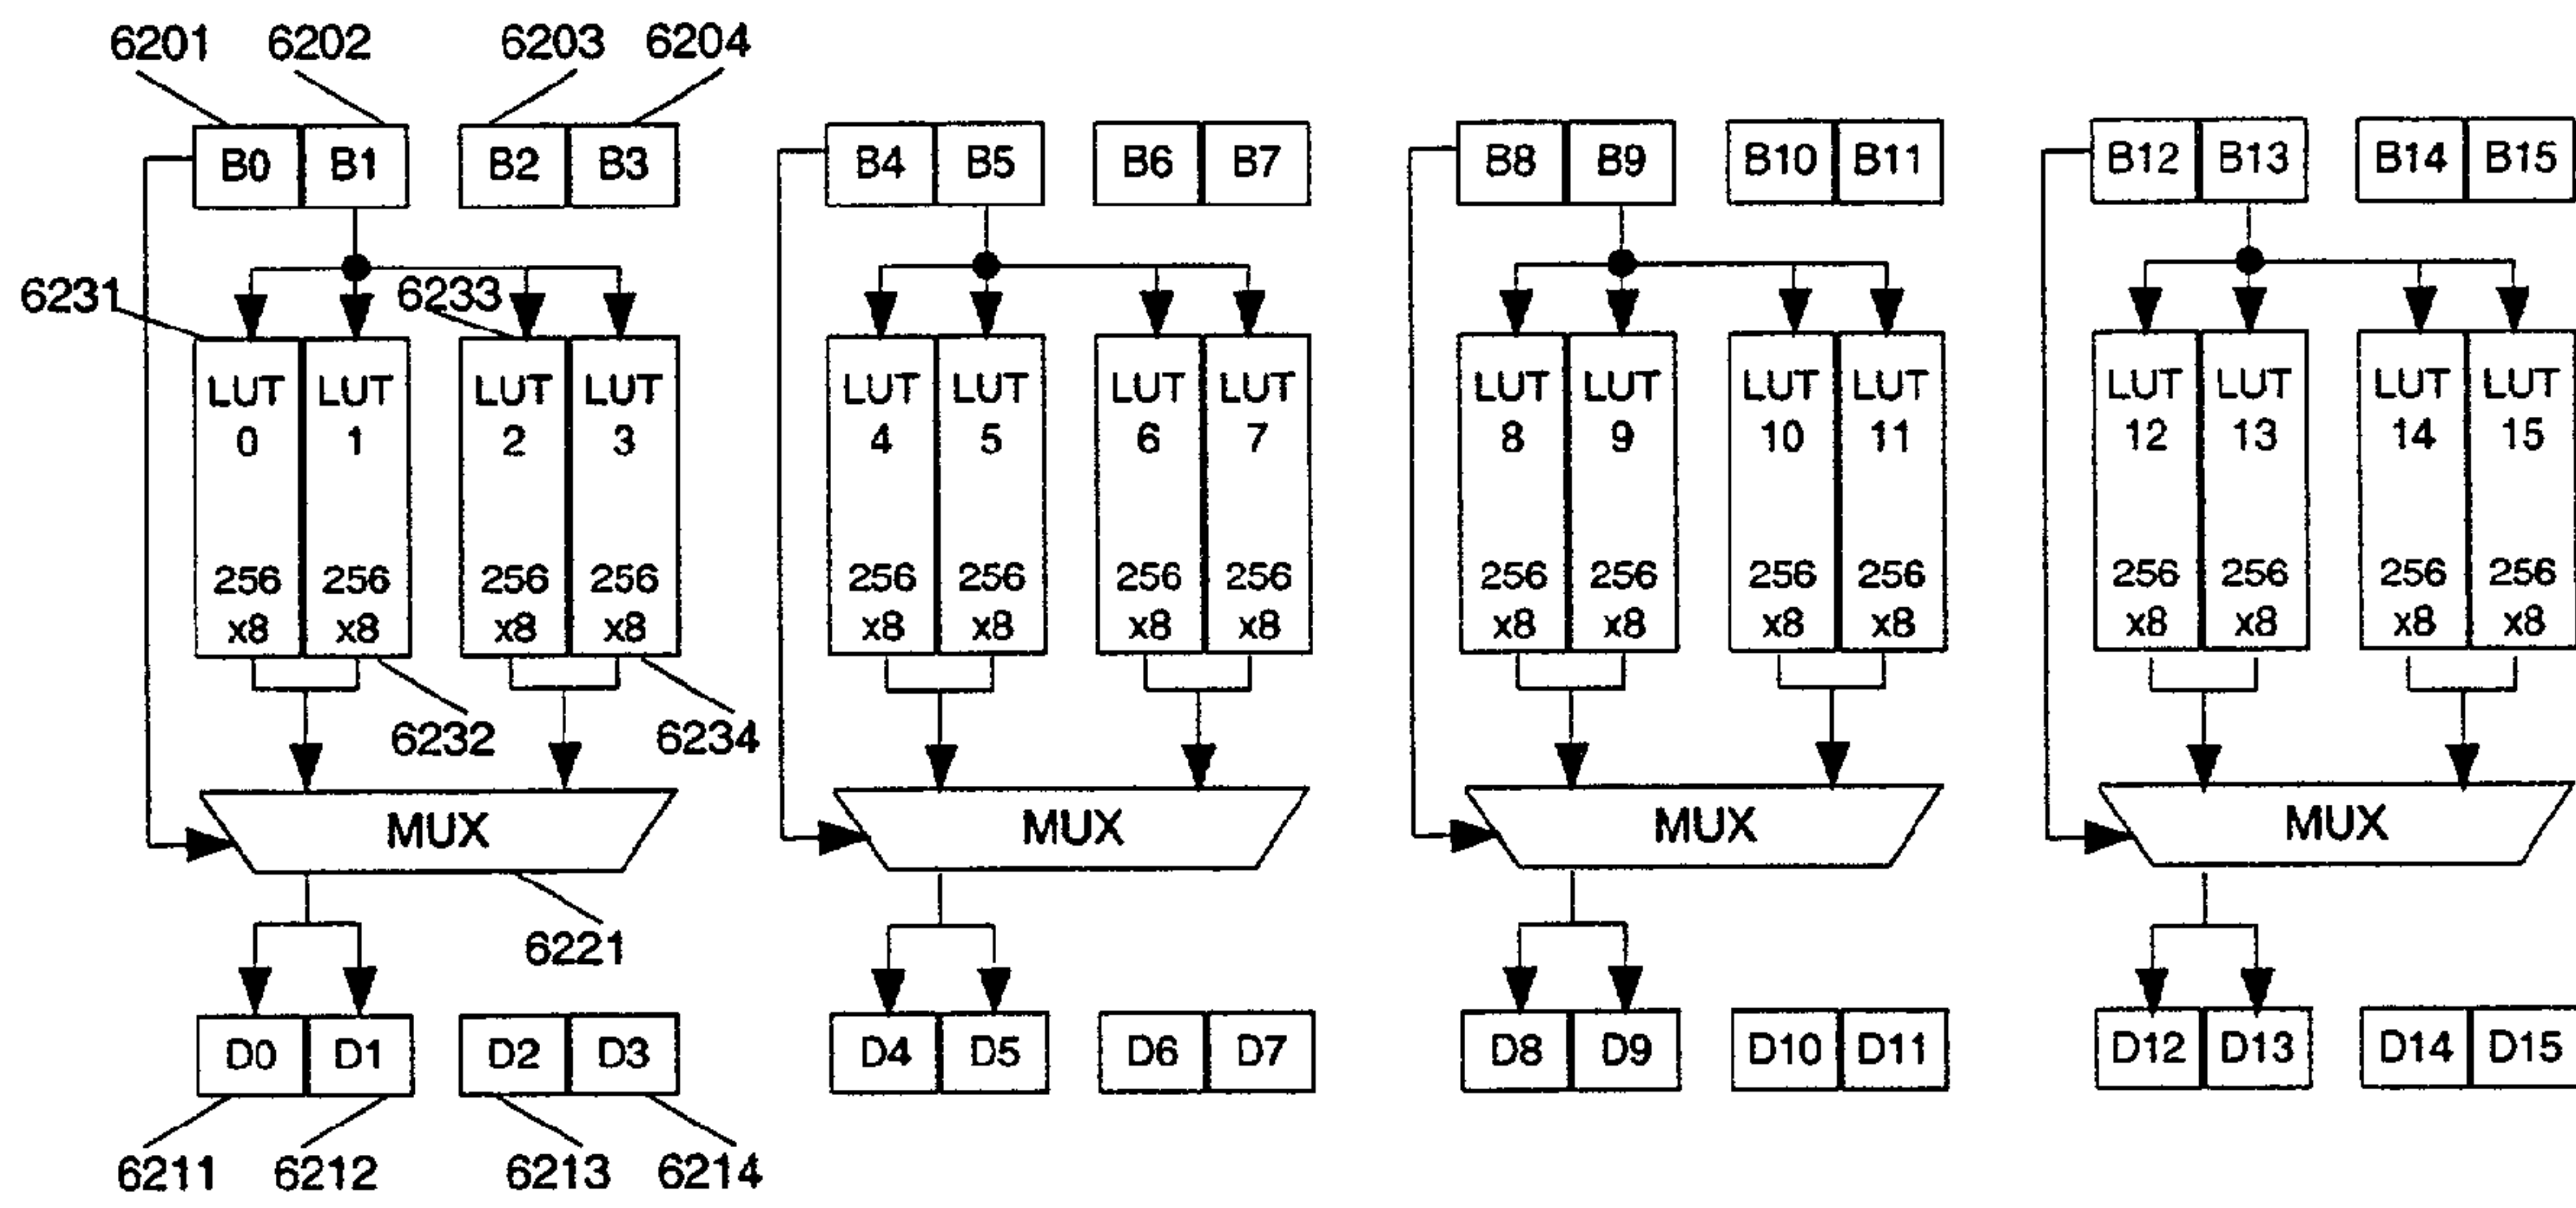 6201 6202 6203 6204
B0 B1 B2 B3 B4 B5 B6 B7 B8 B9 B10 B11 B12 B13 B14 B15
6231 6233
LUT LUT LUT LUT LUT LUT LUT LUT LUT LUT LUT LUT LUT LUT LUT LUT
0 1 2 3 4 5 6 7 8 9 10 11 12 13 14 15
256 256 256 256 256 256 256 256 256 256 256 256 256 256 256 256
x8 x8 x8 x8 x8 x8 x8 x8 x8 x8 x8 x8 x8 x8 x8 x8
6232 6234
MUX MUX MUX MUX
6221
D0 D1 D2 D3 D4 D5 D6 D7 D8 D9 D10 D11 D12 D13 D14 D15
6211 6212 6213 6214